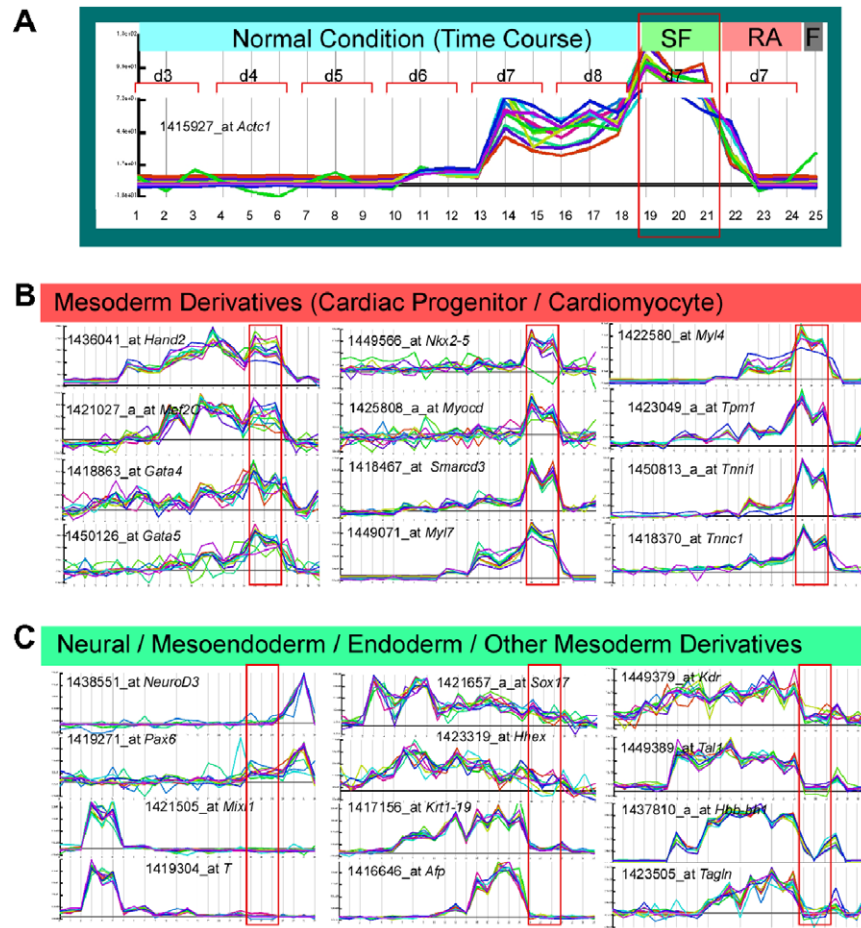 A
Normal Condition (Time Course) SF RA F
d3 d4 d5 d6 d7 d8 d7 d7
1415927_at Actc1
1 2 3 4 5 6 7 8 9 10 11 12 13 14 15 16 17 18 19 20 21 22 23 24 25
B
Mesoderm Derivatives (Cardiac Progenitor / Cardiomyocyte)
1436041_at Hand2
1449566_at Nkx2-5
1422580_at Myl4
1421027_a_at Mef2C
1425808_a_at Myocd
1423049_a_at Tpm1
1418863_at Gata4
1418467_at Smarcd3
1450813_a_at Tnni1
1450126_at Gata5
1449071_at Myl7
1418370_at Tnnc1
C
Neural / Mesoendoderm / Endoderm / Other Mesoderm Derivatives
1438551_at NeuroD3
1421657_a_at Sox17
1449379_at Kdr
1419271_at Pax6
1423319_at Hhex
1449389_at Tal1
1421505_at Mixl1
1417156_at Krt1-19
1437810_a_at Hbb-bh1
1419304_at T
1416646_at Afp
1423505_at Tagln